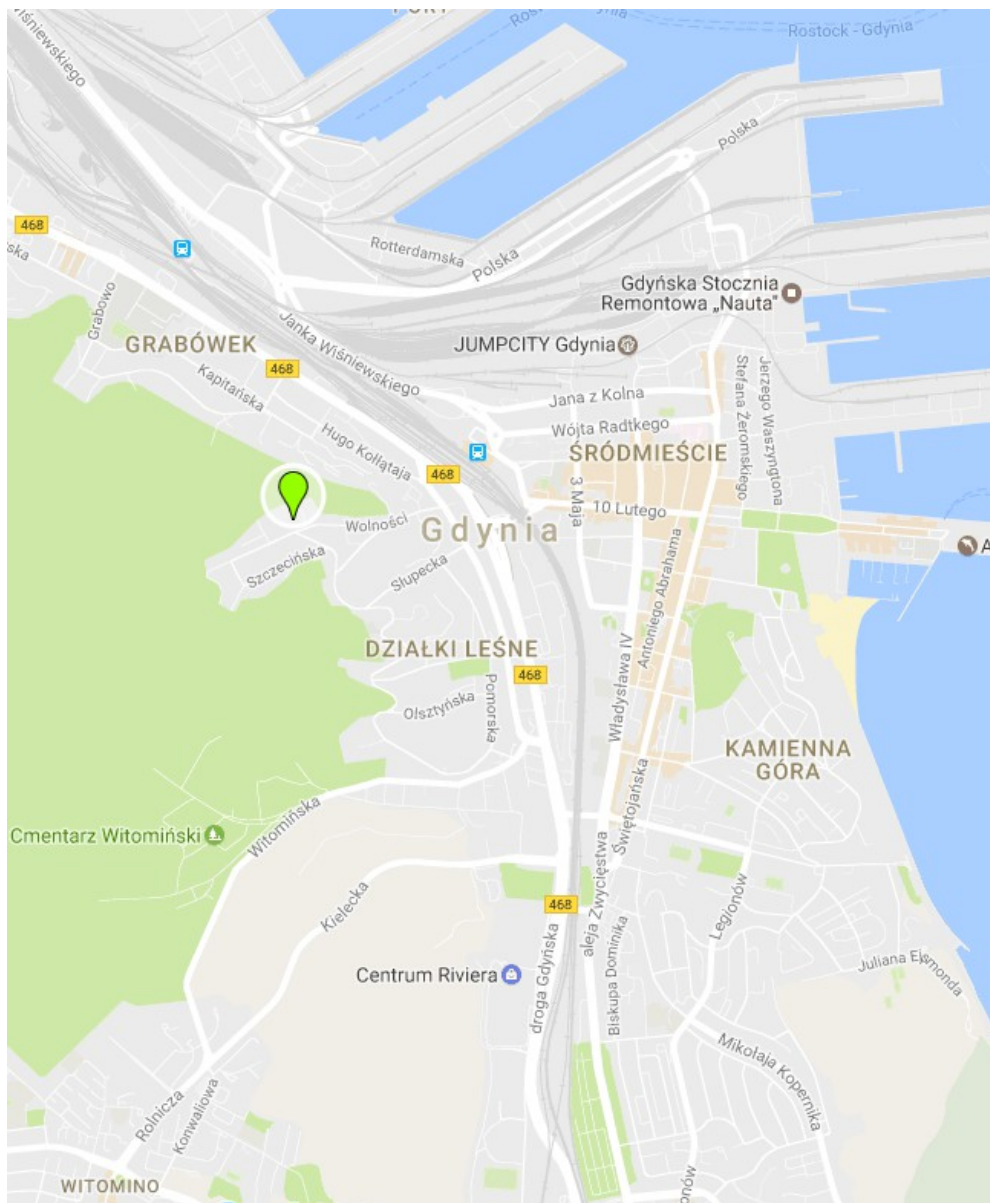 PORT
Rostock - Gdynia
Wiśniewskiego
Polska
468
Rotterdamska
Polska
Gdyńska Stocznia
Remontowa „Nauta"
Grabowo
GRABÓWEK
Janka Wiśniewskiego
JUMPCITY Gdynia
468
Kapitańska
Jana z Kolna
Stefana Żeromskiego
Jerzego Waszyngtona
Hugo Kołłątaja
Wójta Radtkego
ŚRÓDMIEŚCIE
468
3 Maja
10 Lutego
Wolności
Gdynia
A
Szczecińska
Słupecka
Antoniego Abrahama
DZIAŁKI LEŚNE
468
Władysława IV
Olsztyńska
Pomorska
KAMIENNA
GÓRA
Świętojańska
Witomińska
Cmentarz Witomiński
Kielecka
468
aleja Zwycięstwa
Legionów
Biskupa Dominika
Centrum Riviera
droga Gdyńska
Juliana Ejsmonda
Mikołaja Kopernika
Rolnicza
Konwaliowa
WITOMINO